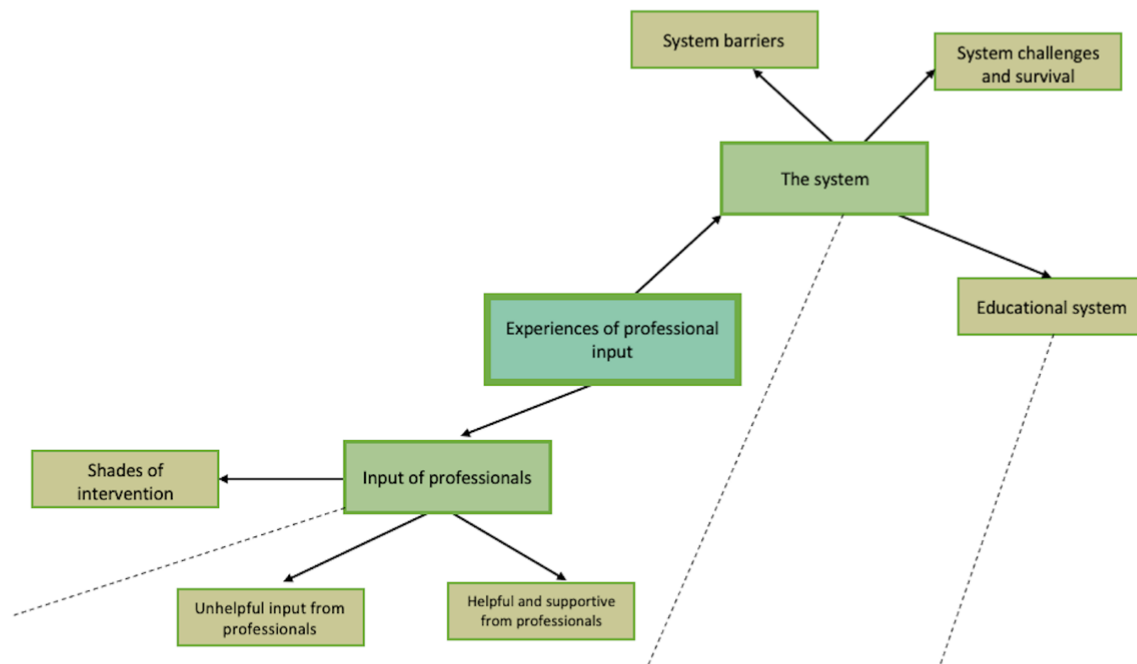 System barriers
System challenges
and survival
The system
Experiences of professional
input
Educational system
Shades of
intervention
Input of professionals
Unhelpful input from
professionals
Helpful and supportive
from professionals